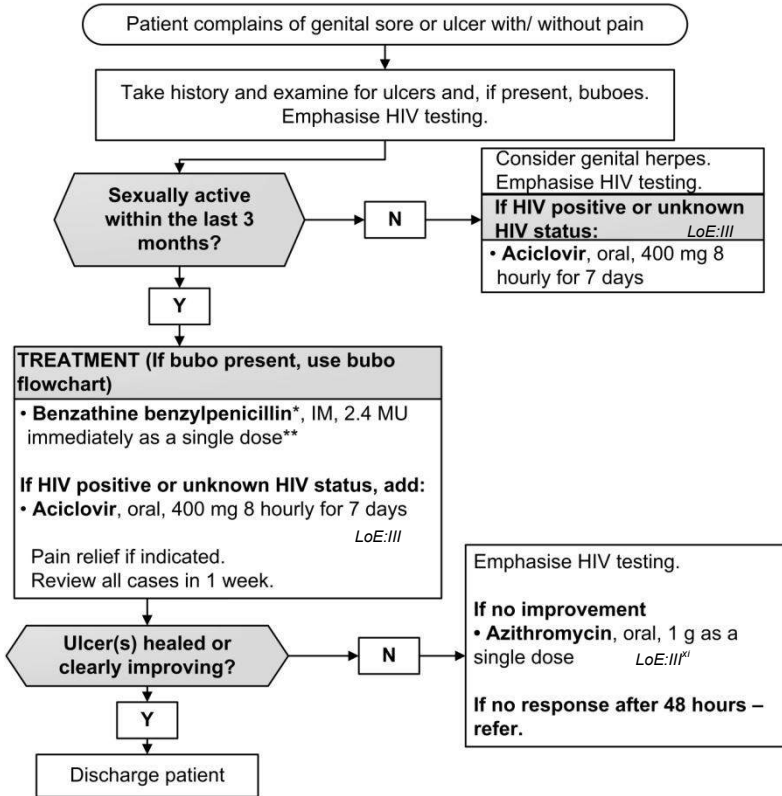 Patient complains of genital sore or ulcer with/ without pain
Take history and examine for ulcers and, if present, buboes.
Emphasise HIV testing.
Sexually active
within the last 3
months?
N
Consider genital herpes.
Emphasise HIV testing.
If HIV positive or unknown
HIV status: LoE:III
• Aciclovir, oral, 400 mg 8
hourly for 7 days
Y
TREATMENT (If bubo present, use bubo
flowchart)
• Benzathine benzylpenicillin*, IM, 2.4 MU
immediately as a single dose**
If HIV positive or unknown HIV status, add:
• Aciclovir, oral, 400 mg 8 hourly for 7 days
LoE:III
Pain relief if indicated.
Review all cases in 1 week.
Ulcer(s) healed or
clearly improving?
N
Emphasise HIV testing.
If no improvement
• Azithromycin, oral, 1 g as a
single dose LoE:IIIxi
If no response after 48 hours –
refer.
Y
Discharge patient